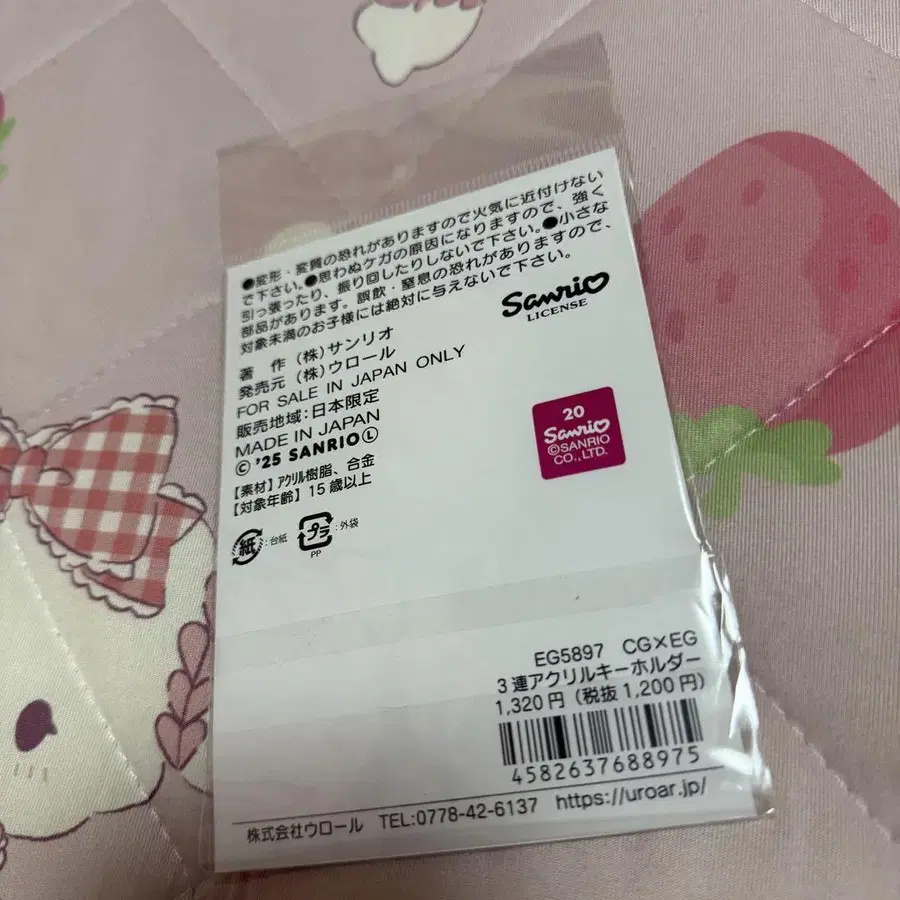 ●変形・変質の恐れがありますので火気に近付けない
で下さい。●思わぬケガの原因になりますので、強く
引っ張ったり、振り回したりしないで下さい。●小さな
部品があります。誤飲・窒息の恐れがありますので、
対象未満のお子様には絶対に与えないで下さい。
Sanrio
LICENSE
著　作 (株)サンリオ
発売元 (株)ウロール
FOR SALE IN JAPAN ONLY
販売地域:日本限定
MADE IN JAPAN
©'25 SANRIO Ⓛ
【素材】アクリル樹脂、合金
【対象年齢】15歳以上
20
Sanrio
©SANRIO
CO.,LTD.
紙:台紙 プラ:外袋
PP
EG5897 CG×EG
3連アクリルキーホルダー
1,320円(税抜1,200円)
4582637688975
株式会社ウロール TEL:0778-42-6137 https://uroar.jp/